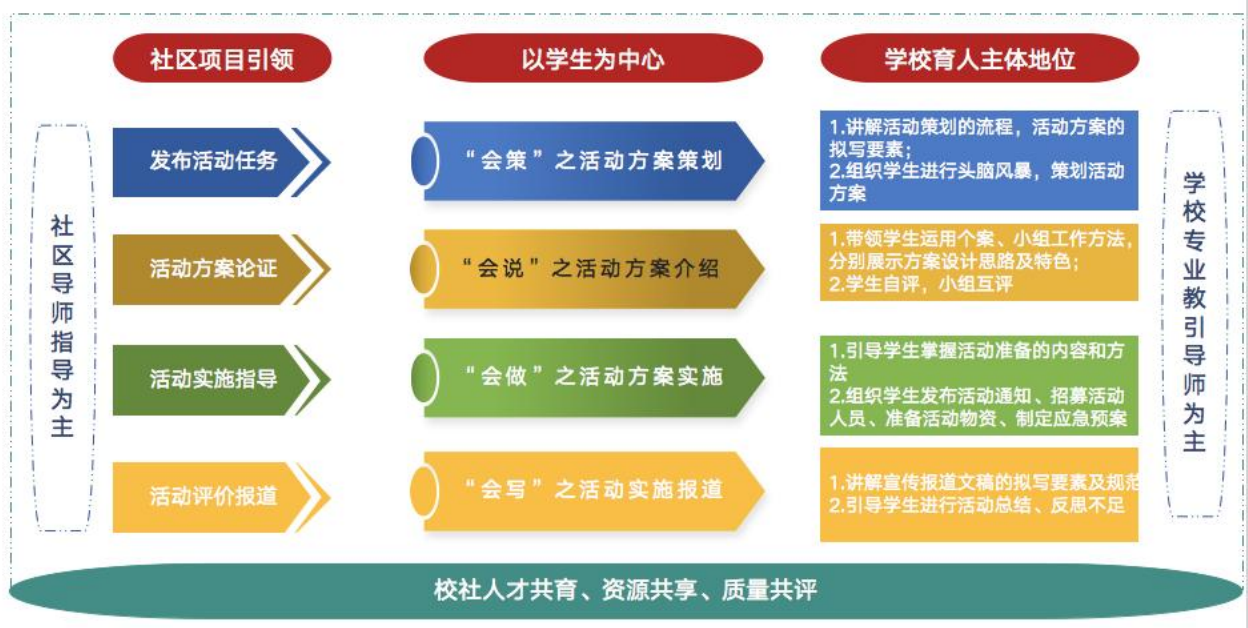 社区项目引领
以学生为中心
学校育人主体地位
社区导师指导为主
发布活动任务
“会策”之活动方案策划
1.讲解活动策划的流程，活动方案的
拟写要素；
2.组织学生进行头脑风暴，策划活动
方案
活动方案论证
“会说”之活动方案介绍
1.带领学生运用个案、小组工作方法，
分别展示方案设计思路及特色；
2.学生自评，小组互评
活动实施指导
“会做”之活动方案实施
1.引导学生掌握活动准备的内容和方
法
2.组织学生发布活动通知、招募活动
人员、准备活动物资、制定应急预案
活动评价报道
“会写”之活动实施报道
1.讲解宣传报道文稿的拟写要素及规范
2.引导学生进行活动总结、反思不足
学校专业教引导师为主
校社人才共育、资源共享、质量共评